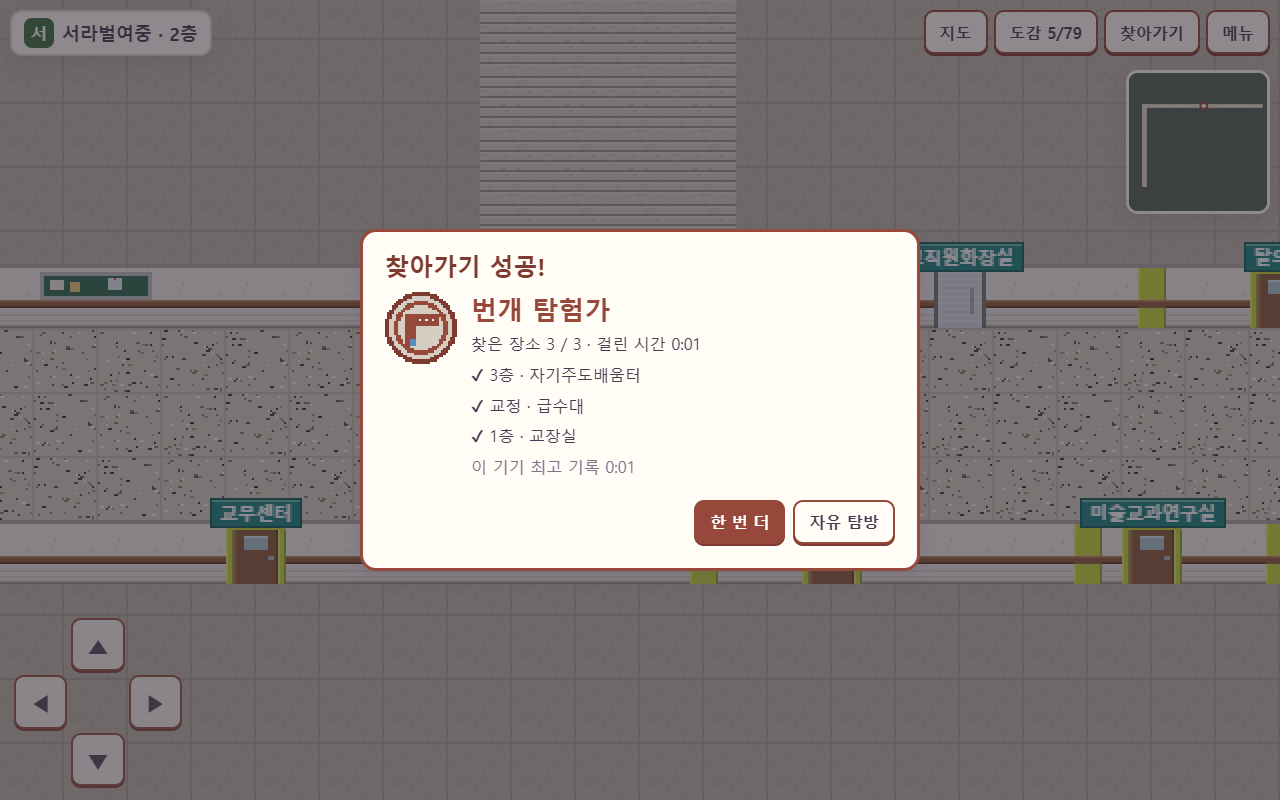 서 서라벌여중 · 2층
지도
도감 5/79
찾아가기
메뉴
직원화장실
찾아가기 성공!
번개 탐험가
찾은 장소 3 / 3 · 걸린 시간 0:01
✓ 3층 · 자기주도배움터
✓ 교정 · 급수대
✓ 1층 · 교장실
이 기기 최고 기록 0:01
한 번 더
자유 탐방
교무센터
미술교과연구실